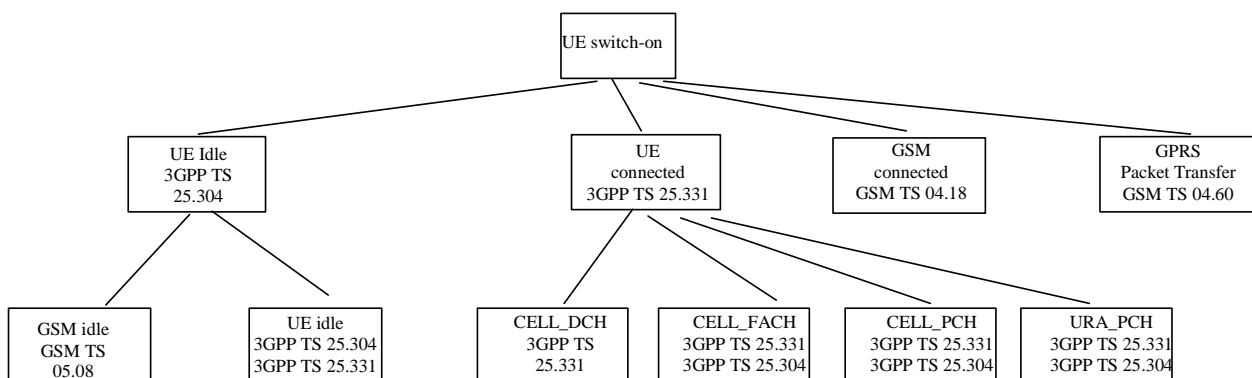 UE switch-on
UE Idle
3GPP TS
25.304
UE
connected
3GPP TS 25.331
GSM
connected
GSM TS 04.18
GPRS
Packet Transfer
GSM TS 04.60
GSM idle
GSM TS
05.08
UE idle
3GPP TS 25.304
3GPP TS 25.331
CELL_DCH
3GPP TS
25.331
CELL_FACH
3GPP TS 25.331
3GPP TS 25.304
CELL_PCH
3GPP TS 25.331
3GPP TS 25.304
URA_PCH
3GPP TS 25.331
3GPP TS 25.304